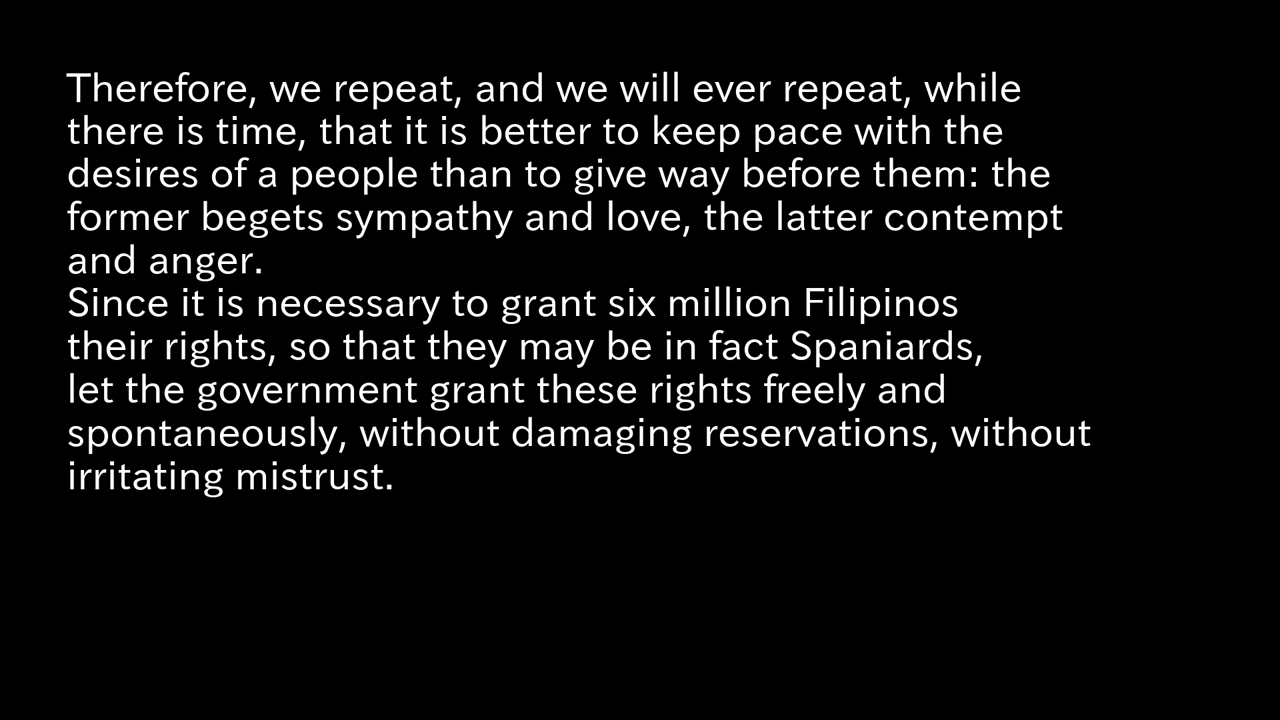 Therefore, we repeat, and we will ever repeat, while
there is time, that it is better to keep pace with the
desires of a people than to give way before them: the
former begets sympathy and love, the latter contempt
and anger.
Since it is necessary to grant six million Filipinos
their rights, so that they may be in fact Spaniards,
let the government grant these rights freely and
spontaneously, without damaging reservations, without
irritating mistrust.